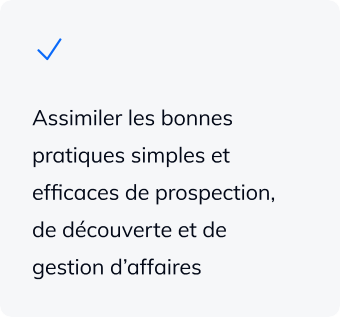 Assimiler les bonnes
pratiques simples et
efficaces de prospection,
de découverte et de
gestion d’affaires